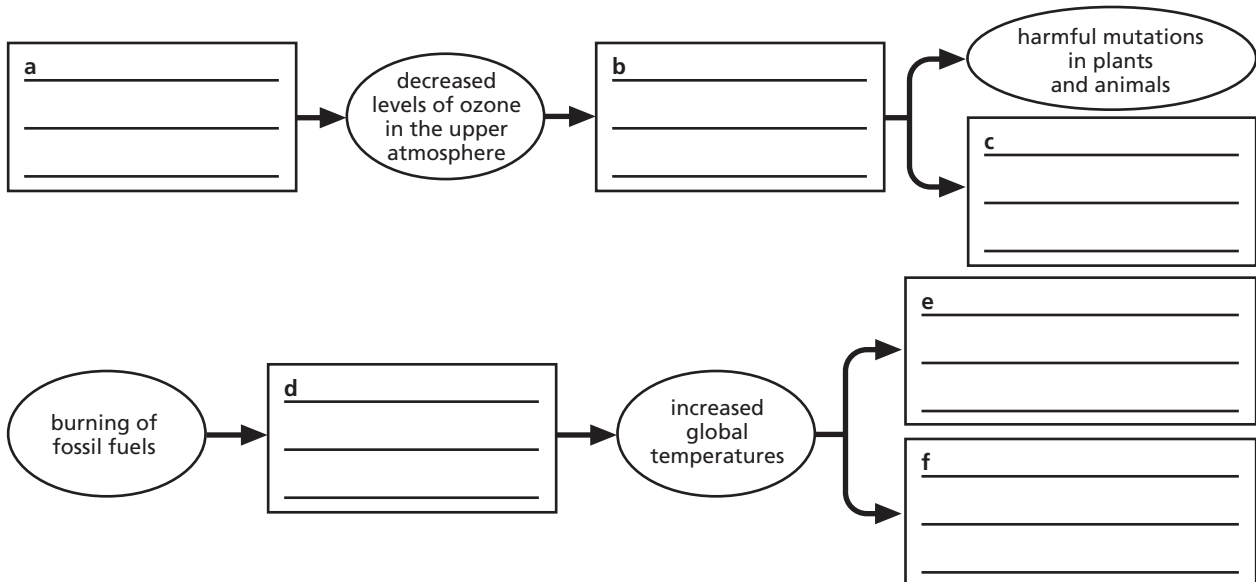 a
decreased
levels of ozone
in the upper
atmosphere
b
harmful mutations
in plants
and animals
c
burning of
fossil fuels
d
increased
global
temperatures
e
f